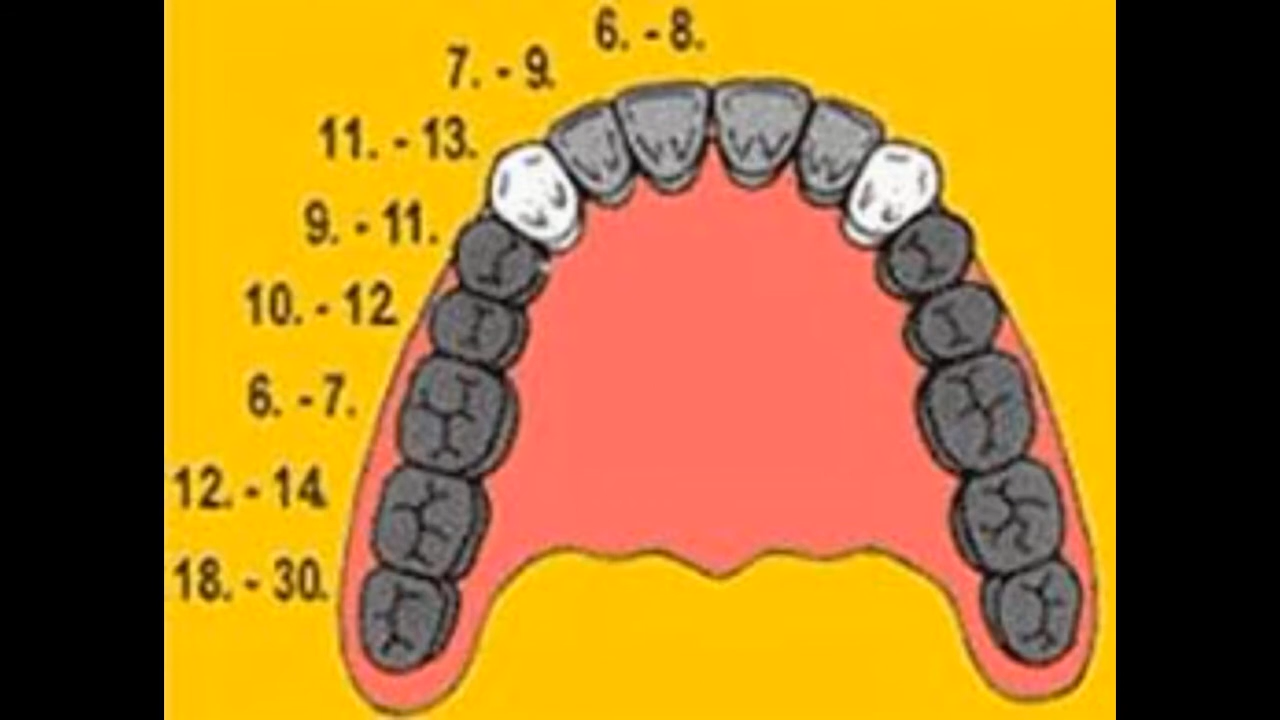 6. - 8.
7. - 9.
11. - 13.
9. - 11.
10. - 12.
6. - 7.
12. - 14.
18. - 30.